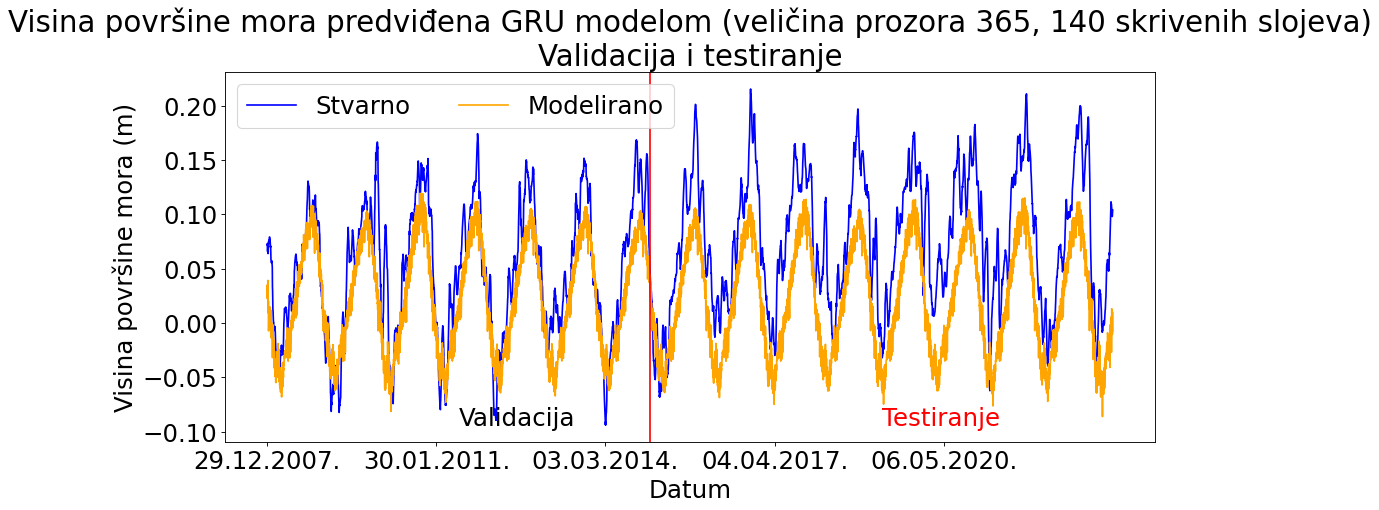 Visina površine mora predviđena GRU modelom (veličina prozora 365, 140 skrivenih slojeva)
Validacija i testiranje
Stvarno
Modelirano
Visina površine mora (m)
0.20
0.15
0.10
0.05
0.00
−0.05
−0.10
Validacija
Testiranje
29.12.2007.
30.01.2011.
03.03.2014.
04.04.2017.
06.05.2020.
Datum